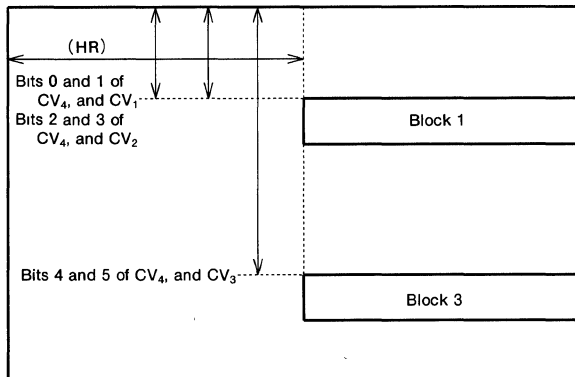 (HR)
Bits 0 and 1 of
CV₄, and CV₁
Bits 2 and 3 of
CV₄, and CV₂
Block 1
Bits 4 and 5 of CV₄, and CV₃
Block 3